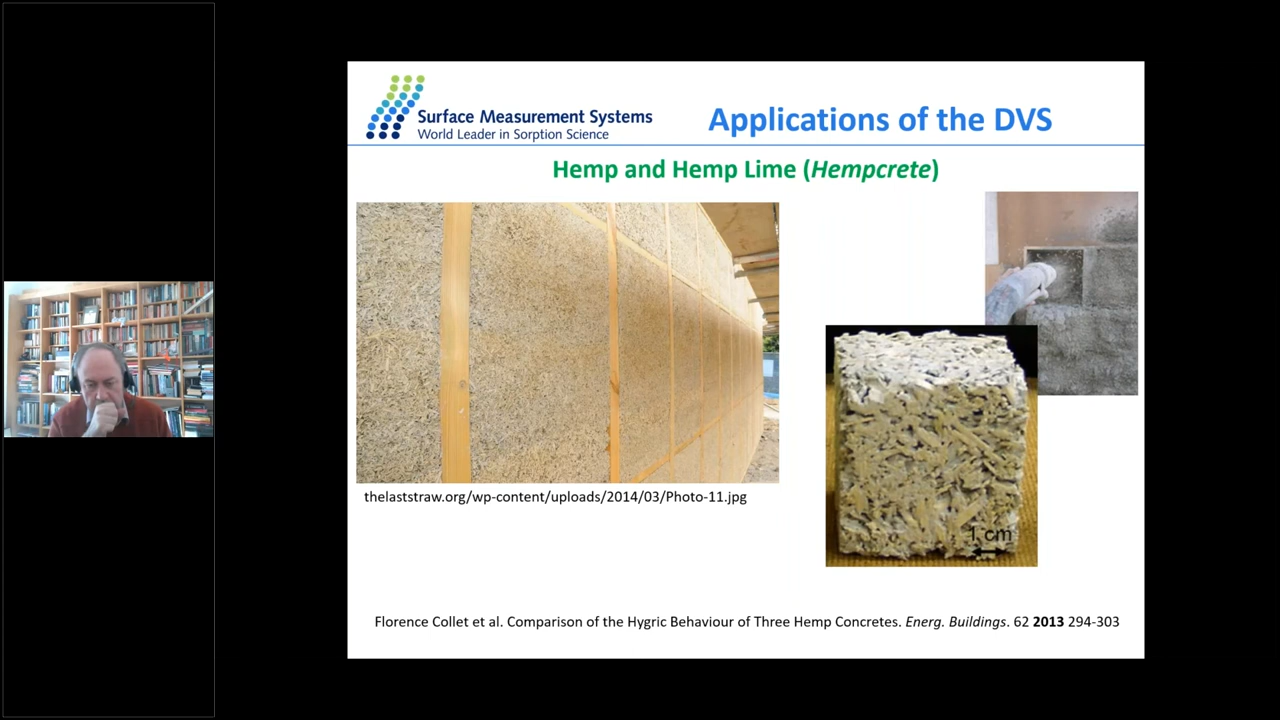 Surface Measurement Systems
World Leader in Sorption Science
Applications of the DVS
Hemp and Hemp Lime (Hempcrete)
thelaststraw.org/wp-content/uploads/2014/03/Photo-11.jpg
1 cm
Florence Collet et al. Comparison of the Hygric Behaviour of Three Hemp Concretes. Energ. Buildings. 62 2013 294-303